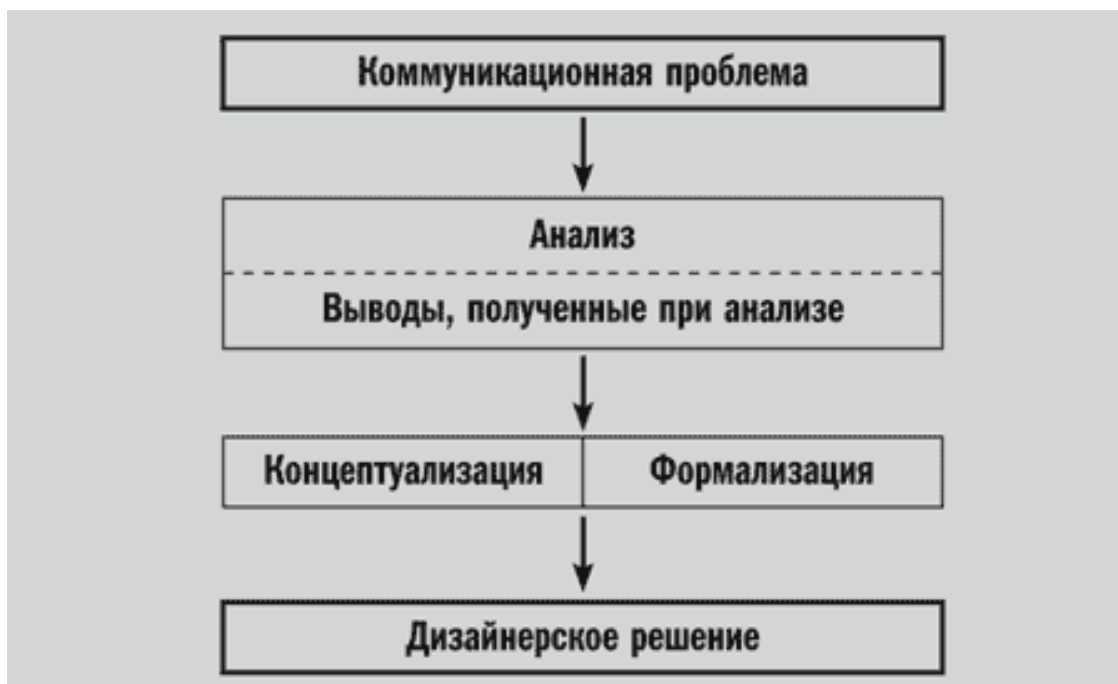 Коммуникационная проблема
Анализ
Выводы, полученные при анализе
Концептуализация
Формализация
Дизайнерское решение